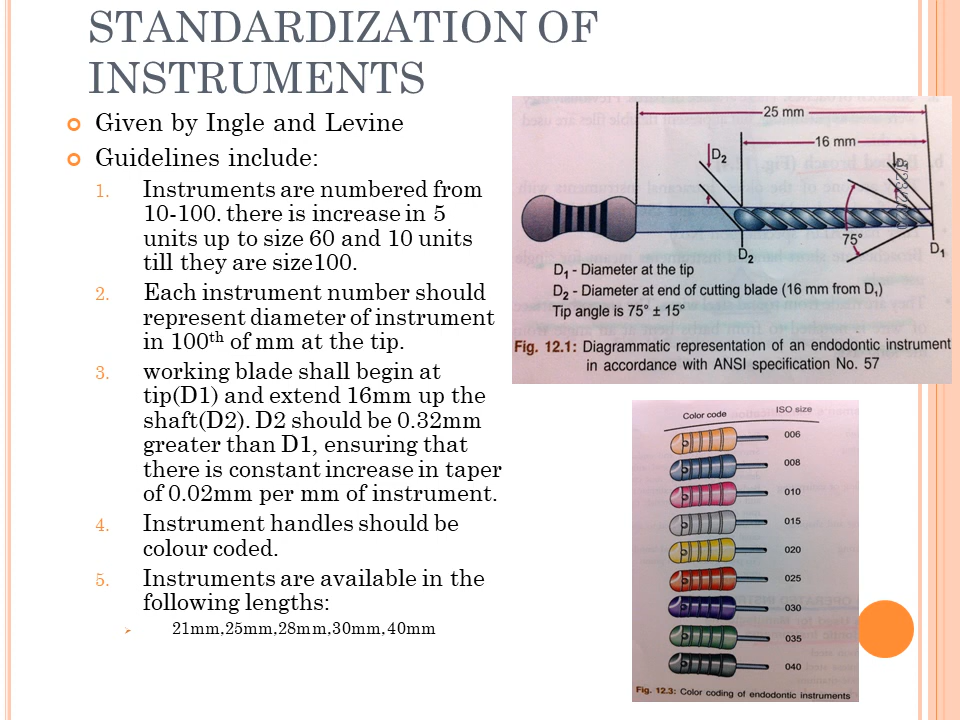 STANDARDIZATION OF
INSTRUMENTS
Given by Ingle and Levine
Guidelines include:
1. Instruments are numbered from
10-100. there is increase in 5
units up to size 60 and 10 units
till they are size100.
2. Each instrument number should
represent diameter of instrument
in 100th of mm at the tip.
3. working blade shall begin at
tip(D1) and extend 16mm up the
shaft(D2). D2 should be 0.32mm
greater than D1, ensuring that
there is constant increase in taper
of 0.02mm per mm of instrument.
4. Instrument handles should be
colour coded.
5. Instruments are available in the
following lengths:
21mm,25mm,28mm,30mm,40mm
25 mm
16 mm
D2
D1
75°
D2
D1
D1 - Diameter at the tip
D2 - Diameter at end of cutting blade (16 mm from D1)
Tip angle is 75° ± 15°
Fig. 12.1: Diagrammatic representation of an endodontic instrument
in accordance with ANSI specification No. 57
Color code ISO size
006
008
010
015
020
025
030
035
040
Fig. 12.3: Color coding of endodontic instruments